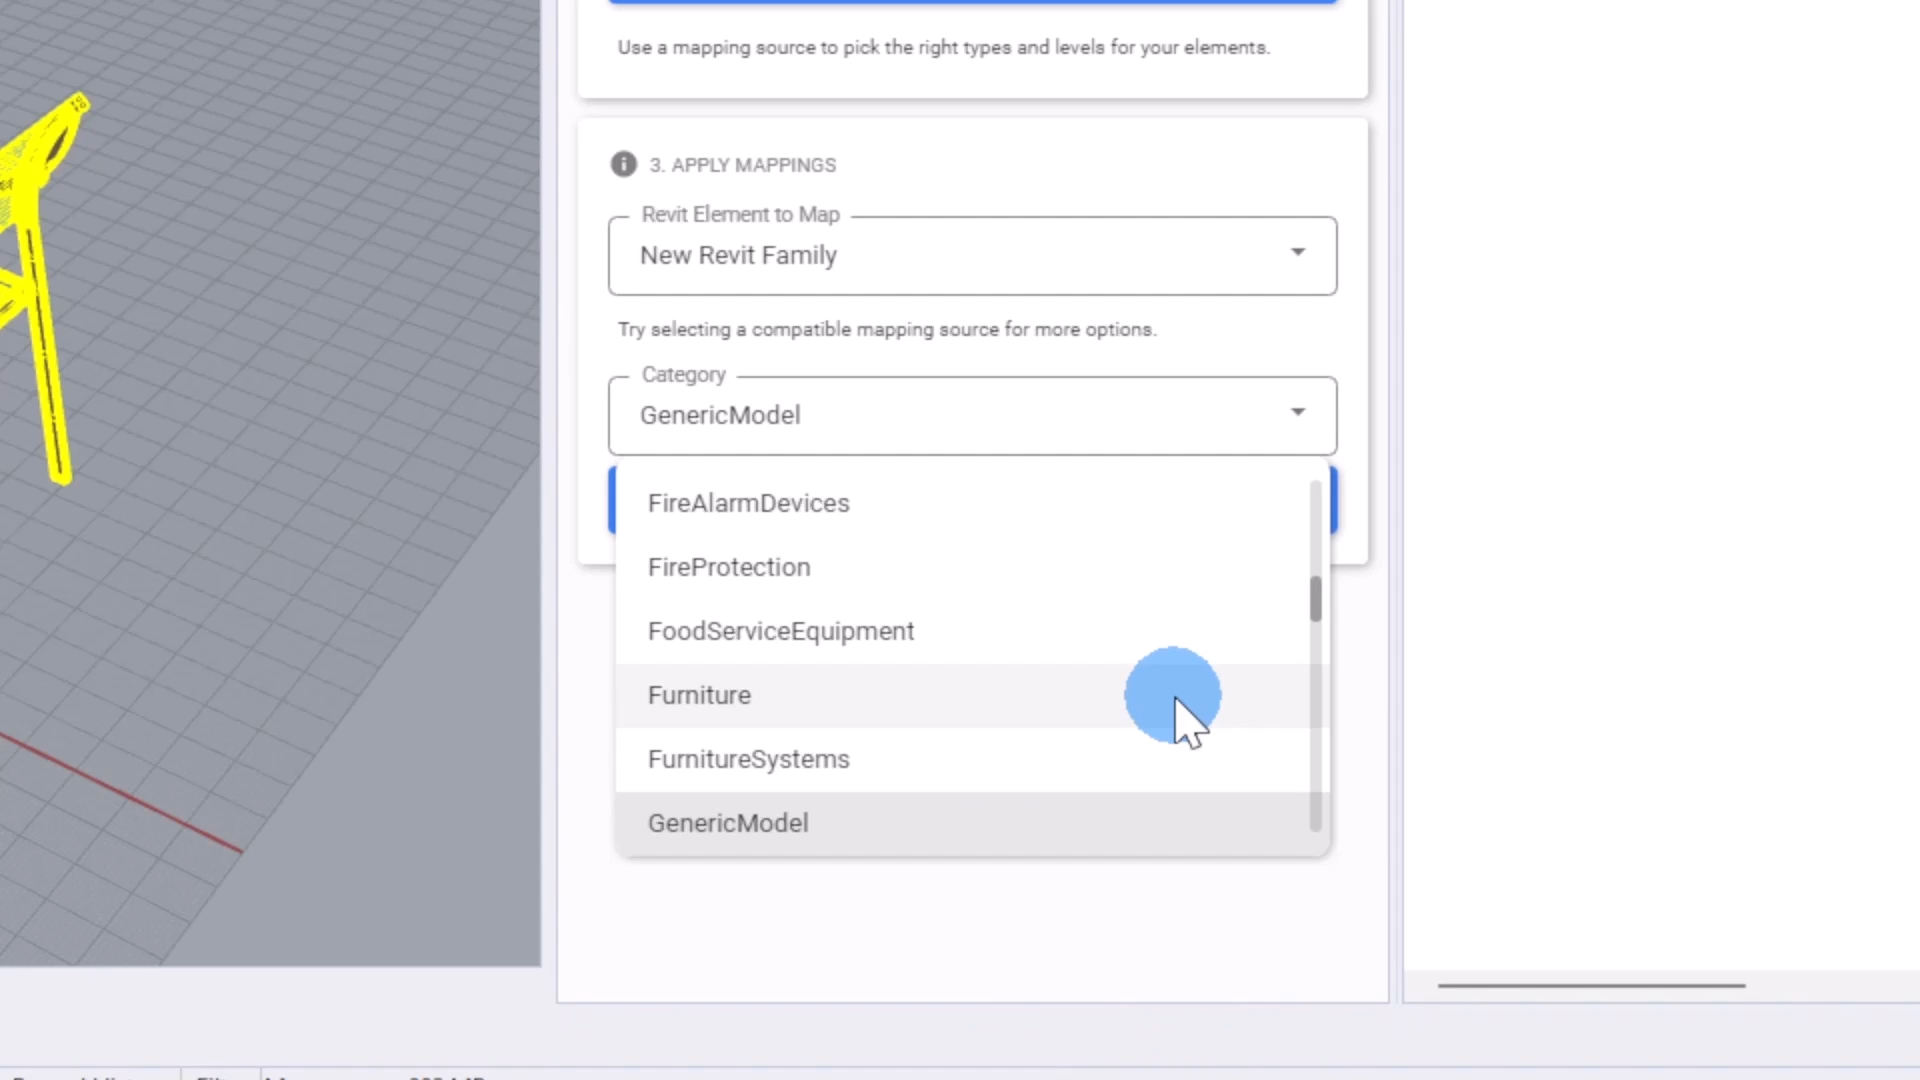 Use a mapping source to pick the right types and levels for your elements.
3. APPLY MAPPINGS
Revit Element to Map
New Revit Family
Try selecting a compatible mapping source for more options.
Category
GenericModel
FireAlarmDevices
FireProtection
FoodServiceEquipment
Furniture
FurnitureSystems
GenericModel